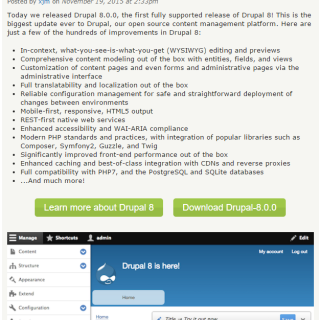 Posted by xjm on November 19, 2015 at 2:33pm
Today we released Drupal 8.0.0, the first fully supported release of Drupal 8! This is the
biggest update ever to Drupal, our open source content management platform. Here are
just a few of the hundreds of improvements in Drupal 8:
• In-context, what-you-see-is-what-you-get (WYSIWYG) editing and previews
• Comprehensive content modeling out of the box with entities, fields, and views
• Customization of content pages and even forms and administrative pages via the
administrative interface
• Full translatability and localization out of the box
• Reliable configuration management for safe and straightforward deployment of
changes between environments
• Mobile-first, responsive, HTML5 output
• REST-first native web services
• Enhanced accessibility and WAI-ARIA compliance
• Modern PHP standards and practices, with integration of popular libraries such as
Composer, Symfony2, Guzzle, and Twig
• Significantly improved front-end performance out of the box
• Enhanced caching and best-of-class integration with CDNs and reverse proxies
• Full compatibility with PHP7, and the PostgreSQL and SQLite databases
• ...And much more!
Learn more about Drupal 8 Download Drupal-8.0.0
Manage Shortcuts admin Edit
Content
Structure
Appearance
Extend
Configuration
My account Log out
Drupal 8 is here!
Home
Home
Title